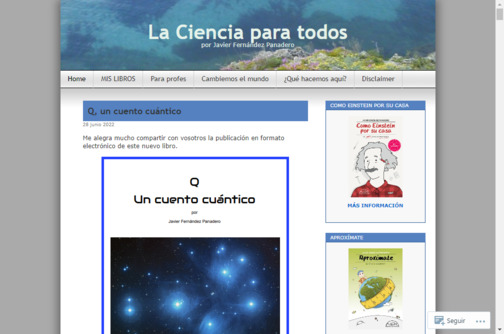 La Ciencia para todos
por Javier Fernández Panadero
Home
MIS LIBROS
Para profes
Cambiemos el mundo
¿Qué hacemos aquí?
Disclaimer
Q, un cuento cuántico
28 junio 2022
Me alegra mucho compartir con vosotros la publicación en formato
electrónico de este nuevo libro.
Q
Un cuento cuántico
por
Javier Fernández Panadero
COMO EINSTEIN POR SU CASA
Como Einstein
por su casa
MÁS INFORMACIÓN
APROXÍMATE
Aproxímate
Seguir